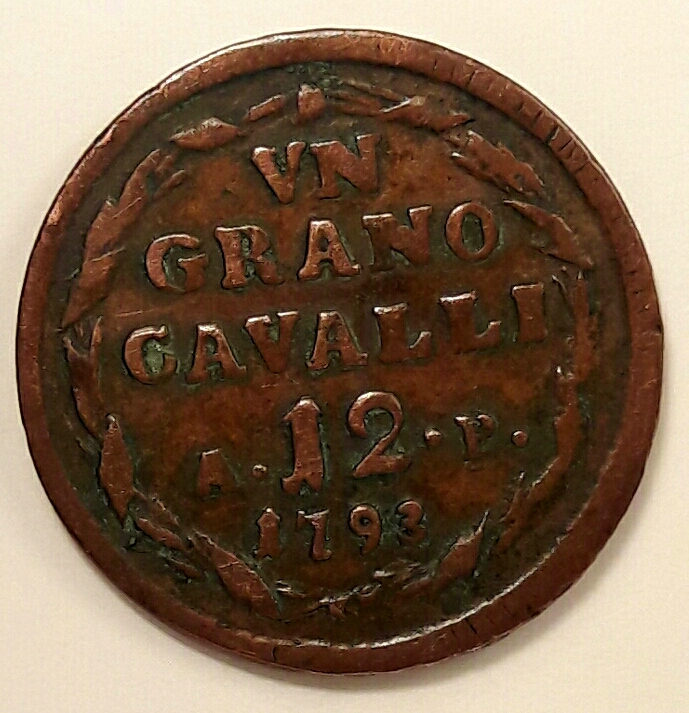 VN
GRANO
CAVALLI
A · 12 · P ·
1793